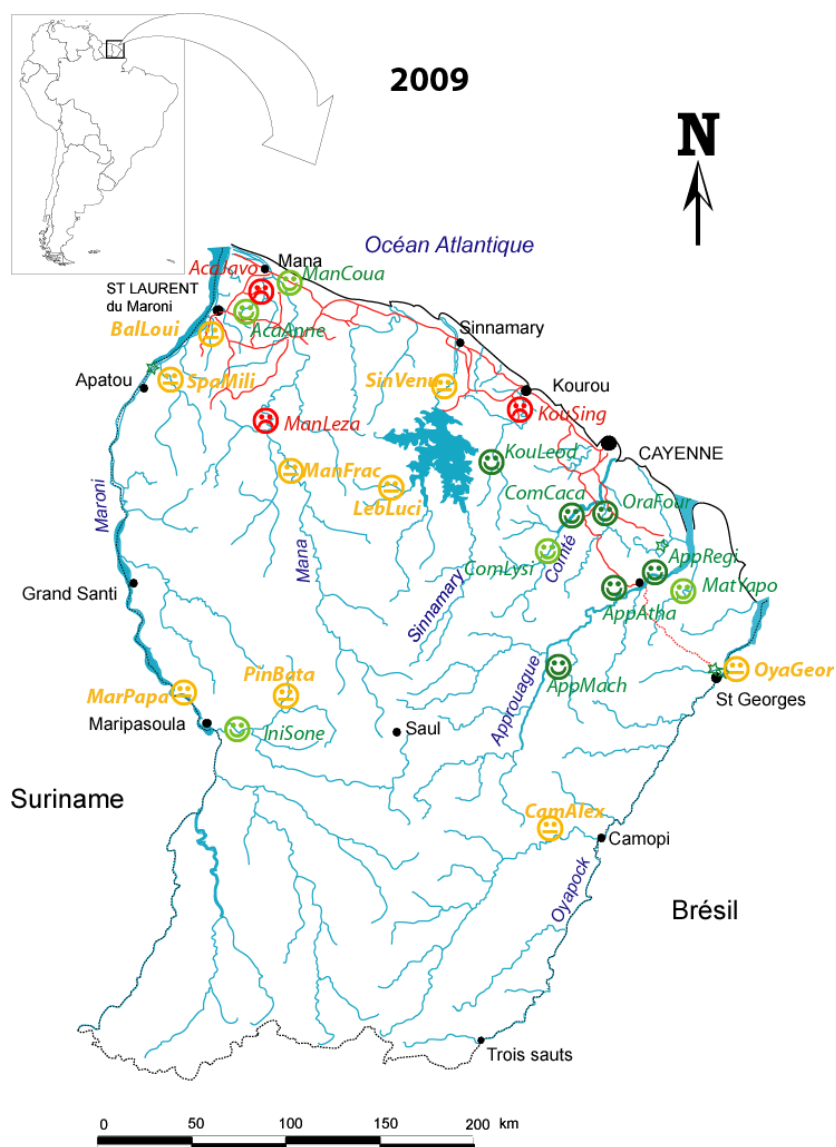 2009
N
Océan Atlantique
Mana
AcaJavo
ManCoua
ST LAURENT
du Maroni
AcaAnne
BalLoui
Sinnamary
SpaMili
SinVenu
Kourou
Apatou
KouSing
ManLeza
CAYENNE
KouLeod
ManFrac
LebLuci
ComCaca
OraFour
Maroni
Mana
Sinnamary
Comté
ComLysi
AppRegi
MatYapo
Grand Santi
AppAtha
OyaGeor
PinBata
MarPapa
AppMach
St Georges
Approuague
Maripasoula
IniSone
Saul
Suriname
CamAlex
Camopi
Oyapock
Brésil
Trois sauts
0 50 100 150 200 km